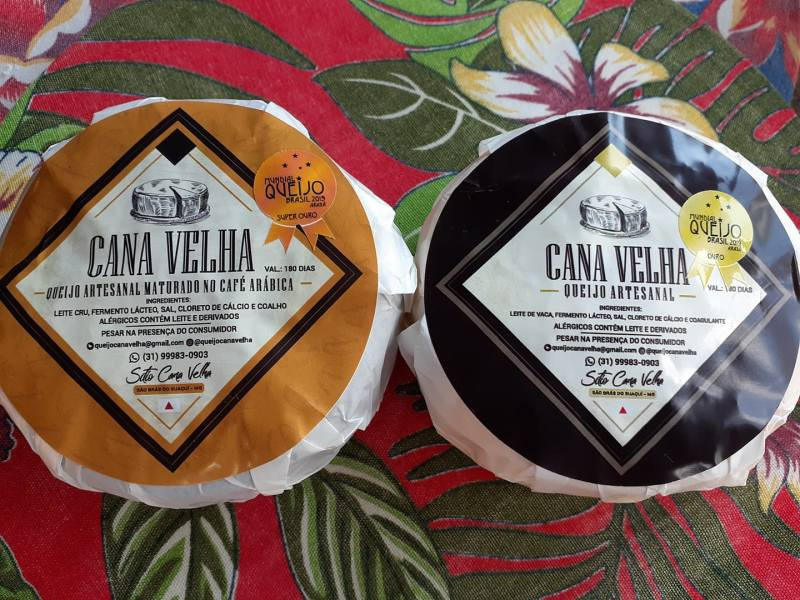 MUNDIAL
QUEIJO
BRASIL 2019
ARAXÁ
SUPER OURO
CANA VELHA
VAL.: 180 DIAS
QUEIJO ARTESANAL MATURADO NO CAFÉ ARÁBICA
INGREDIENTES:
LEITE CRU, FERMENTO LÁCTEO, SAL, CLORETO DE CÁLCIO E COALHO
ALÉRGICOS CONTÉM LEITE E DERIVADOS
PESAR NA PRESENÇA DO CONSUMIDOR
queijocanavelha@gmail.com @queijocanavelha
(31) 99983-0903
Sítio Cana Velha
SÃO BRÁS DO SUAÇUÍ - MG
MUNDIAL
QUEIJO
BRASIL 2019
ARAXÁ
OURO
CANA VELHA
QUEIJO ARTESANAL
VAL.: 180 DIAS
INGREDIENTES:
LEITE DE VACA, FERMENTO LÁCTEO, SAL, CLORETO DE CÁLCIO E COAGULANTE
ALÉRGICOS CONTÉM LEITE E DERIVADOS
PESAR NA PRESENÇA DO CONSUMIDOR
queijocanavelha@gmail.com @queijocanavelha
(31) 99983-0903
Sítio Cana Velha
SÃO BRÁS DO SUAÇUÍ - MG